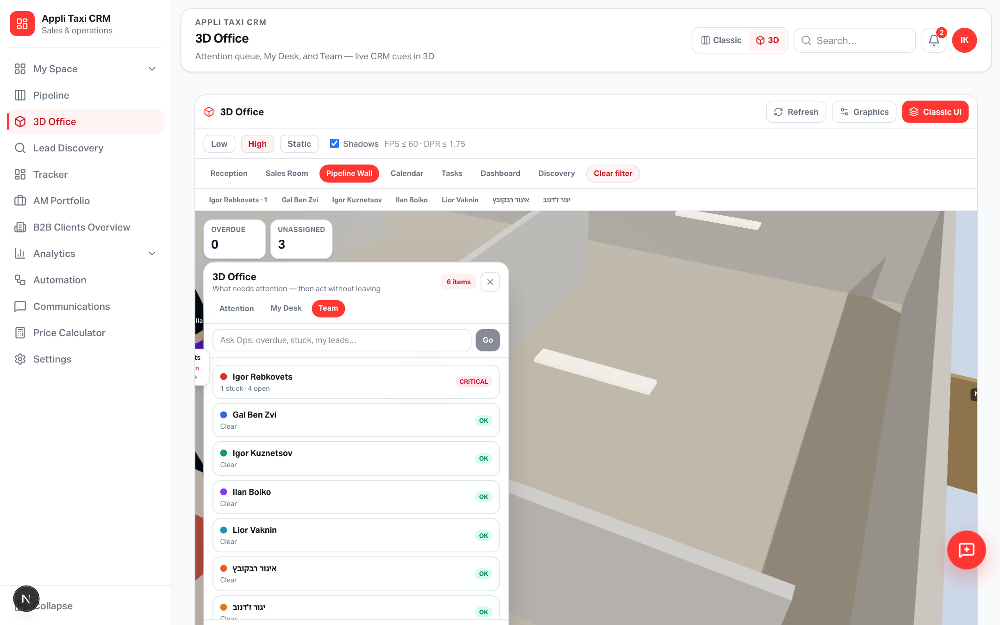 Appli Taxi CRM
Sales & operations
My Space
Pipeline
3D Office
Lead Discovery
Tracker
AM Portfolio
B2B Clients Overview
Analytics
Automation
Communications
Price Calculator
Settings
N
Collapse
APPLI TAXI CRM
3D Office
Attention queue, My Desk, and Team — live CRM cues in 3D
Classic 3D
Search...
2
IK
3D Office
Refresh Graphics Classic UI
Low High Static Shadows FPS ≤ 60 · DPR ≤ 1.75
Reception Sales Room Pipeline Wall Calendar Tasks Dashboard Discovery Clear filter
Igor Rebkovets · 1 Gal Ben Zvi Igor Kuznetsov Ilan Boiko Lior Vaknin איגור רבקובץ יגור ז'דנוב
OVERDUE
0
UNASSIGNED
3
3D Office
What needs attention — then act without leaving
6 items
Attention My Desk Team
Ask Ops: overdue, stuck, my leads...
Go
Igor Rebkovets
1 stuck · 4 open
CRITICAL
Gal Ben Zvi
Clear
OK
Igor Kuznetsov
Clear
OK
Ilan Boiko
Clear
OK
Lior Vaknin
Clear
OK
איגור רבקובץ
Clear
OK
יגור ז'דנוב
Clear
OK